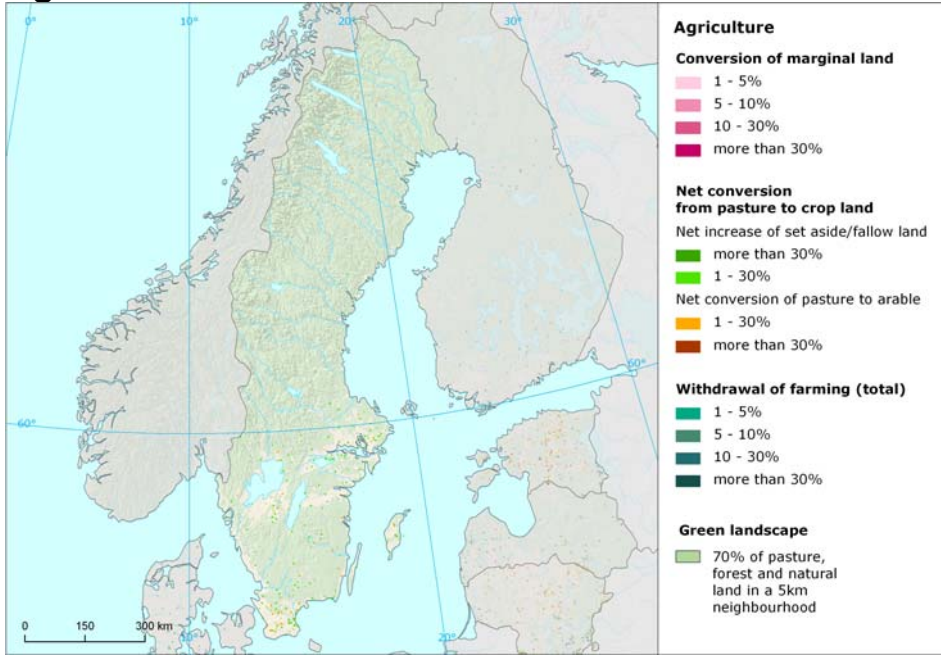 0°
10°
20°
30°
60°
60°
10°
20°
0 150 300 km
Agriculture
Conversion of marginal land
1 - 5%
5 - 10%
10 - 30%
more than 30%
Net conversion
from pasture to crop land
Net increase of set aside/fallow land
more than 30%
1 - 30%
Net conversion of pasture to arable
1 - 30%
more than 30%
Withdrawal of farming (total)
1 - 5%
5 - 10%
10 - 30%
more than 30%
Green landscape
70% of pasture,
forest and natural
land in a 5km
neighbourhood